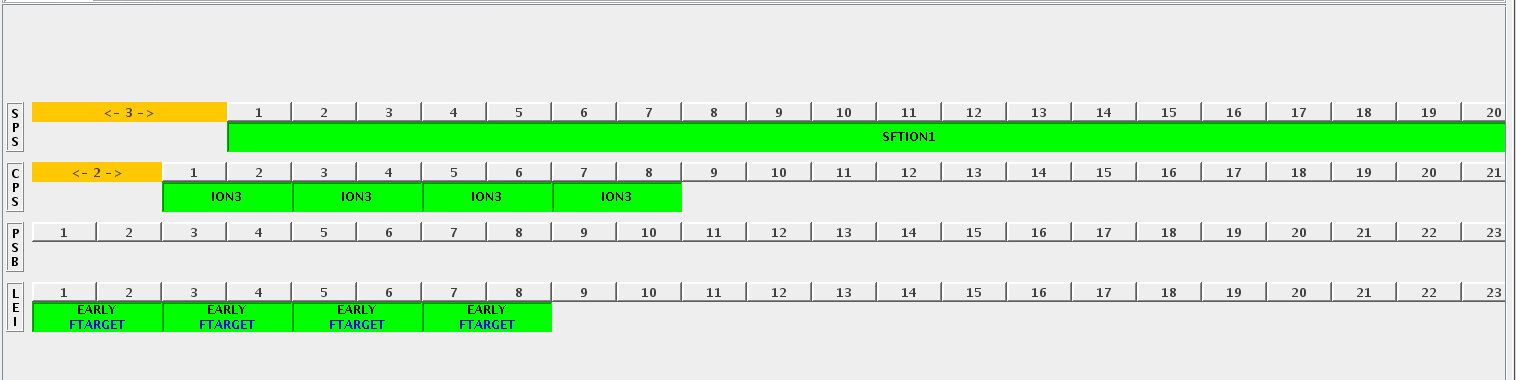 SPS <- 3 -> 1 2 3 4 5 6 7 8 9 10 11 12 13 14 15 16 17 18 19 20
SFTION1
CPS <- 2 -> 1 2 3 4 5 6 7 8 9 10 11 12 13 14 15 16 17 18 19 20 21
ION3 ION3 ION3 ION3
PSB 1 2 3 4 5 6 7 8 9 10 11 12 13 14 15 16 17 18 19 20 21 22 23
LEI 1 2 3 4 5 6 7 8 9 10 11 12 13 14 15 16 17 18 19 20 21 22 23
EARLY EARLY EARLY EARLY
FTARGET FTARGET FTARGET FTARGET